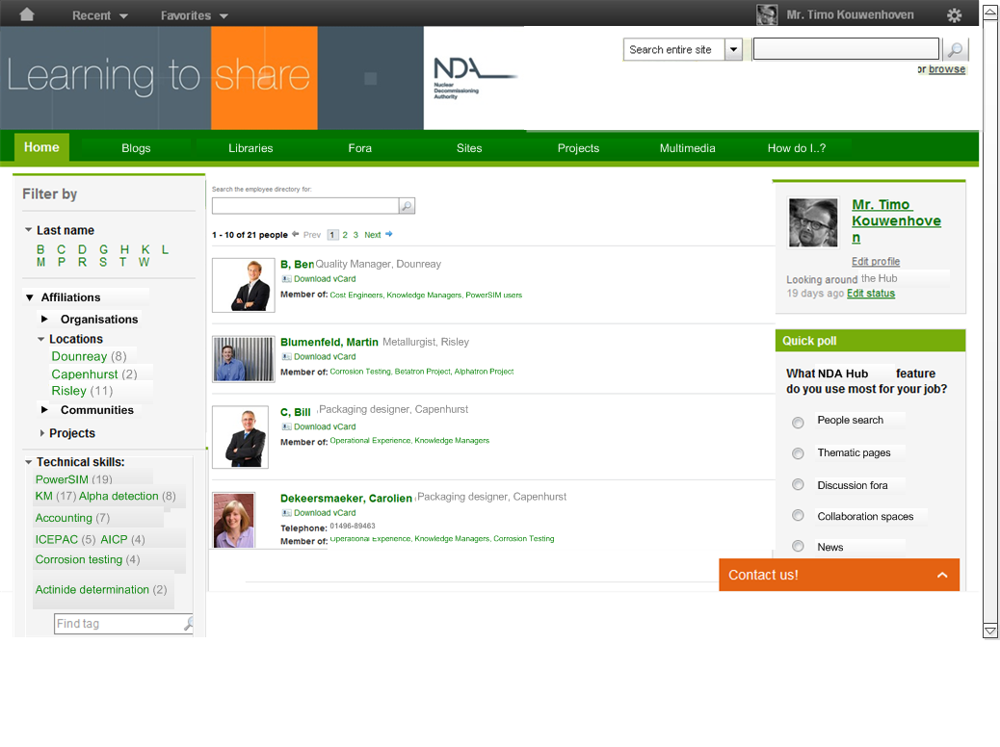 Recent Favorites Mr. Timo Kouwenhoven
Learning to share
NDA
Nuclear
Decommissioning
Authority
Search entire site
or browse
Home Blogs Libraries Fora Sites Projects Multimedia How do I..?
Filter by
Last name
B C D G H K L
M P R S T W
Affiliations
Organisations
Locations
Dounreay (8)
Capenhurst (2)
Risley (11)
Communities
Projects
Technical skills:
PowerSIM (19)
KM (17) Alpha detection (8)
Accounting (7)
ICEPAC (5) AICP (4)
Corrosion testing (4)
Actinide determination (2)
Find tag
Search the employee directory for:
1 - 10 of 21 people Prev 1 2 3 Next
B, Ben Quality Manager, Dounreay
Download vCard
Member of: Cost Engineers, Knowledge Managers, PowerSIM users
Blumenfeld, Martin Metallurgist, Risley
Download vCard
Member of: Corrosion Testing, Betatron Project, Alphatron Project
C, Bill Packaging designer, Capenhurst
Download vCard
Member of: Operational Experience, Knowledge Managers
Dekeersmaeker, Carolien Packaging designer, Capenhurst
Download vCard
Telephone: 01496-89463
Member of: Operational Experience, Knowledge Managers, Corrosion Testing
Mr. Timo
Kouwenhove
n
Edit profile
Looking around the Hub
19 days ago Edit status
Quick poll
What NDA Hub feature
do you use most for your job?
People search
Thematic pages
Discussion fora
Collaboration spaces
News
Contact us!